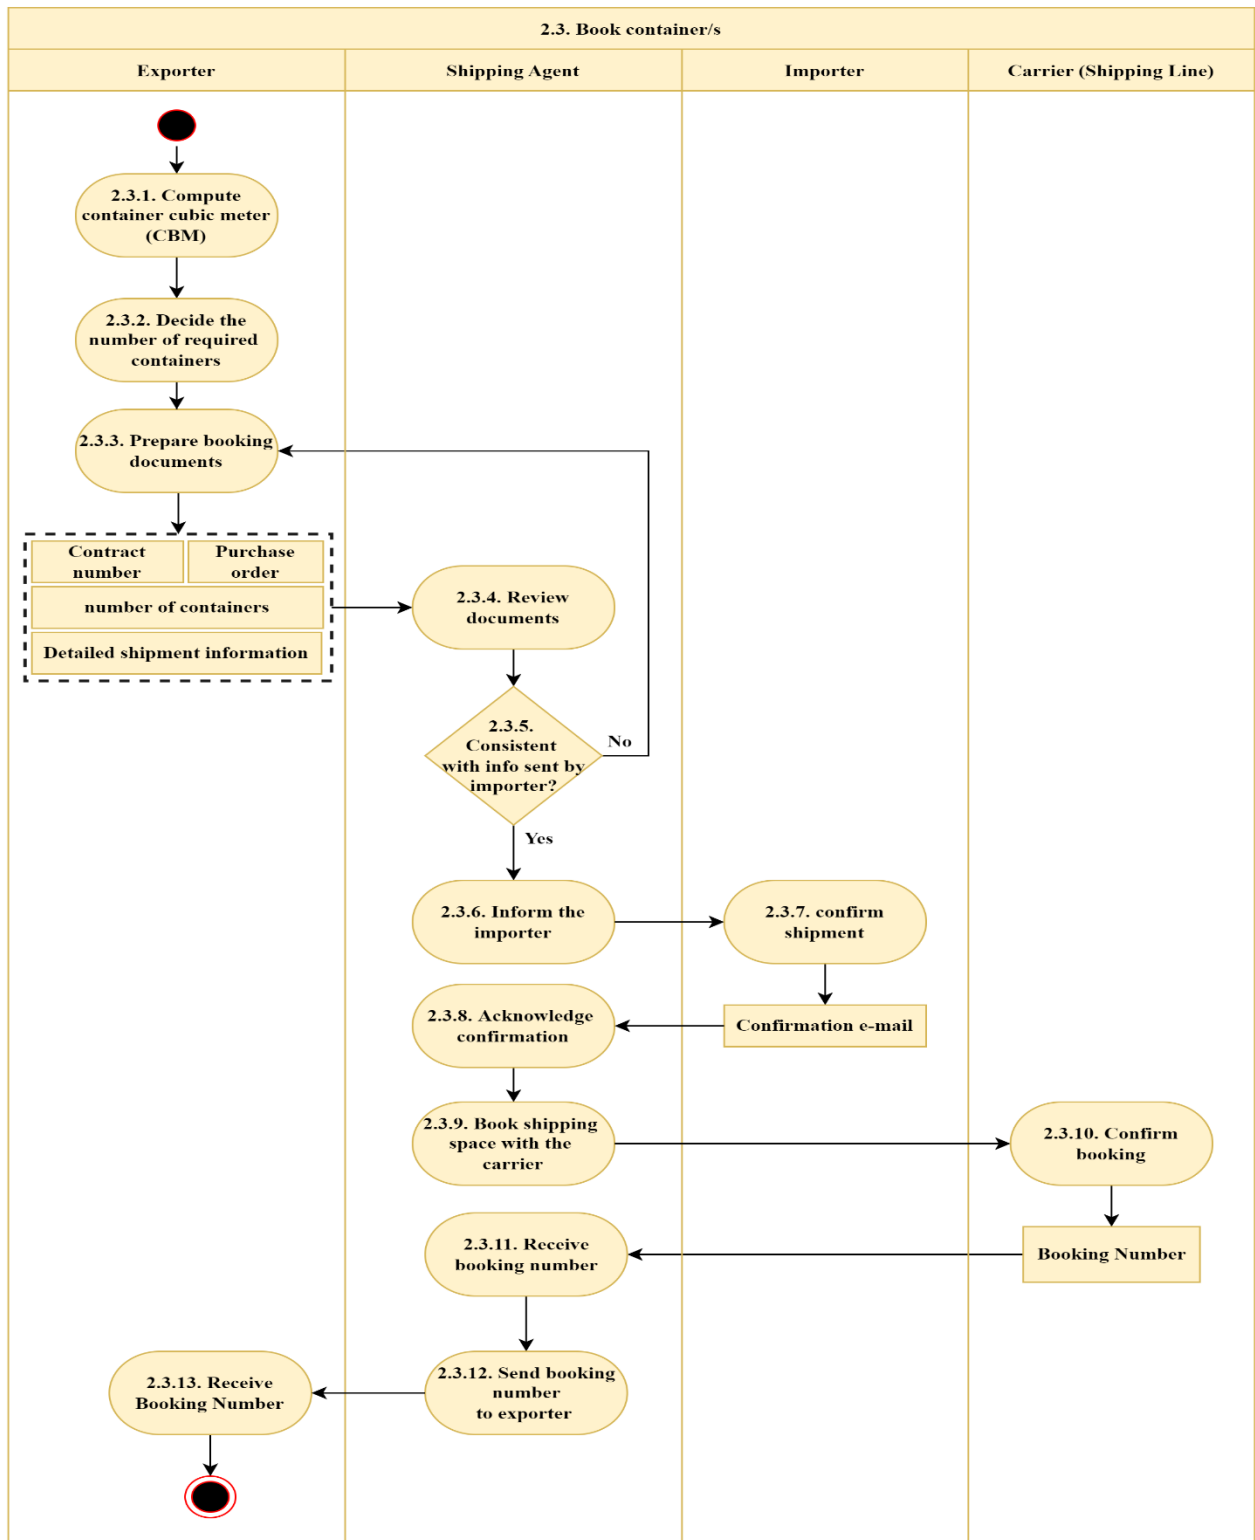 2.3. Book container/s
Exporter
Shipping Agent
Importer
Carrier (Shipping Line)
2.3.1. Compute
container cubic meter
(CBM)
2.3.2. Decide the
number of required
containers
2.3.3. Prepare booking
documents
Contract
number
Purchase
order
number of containers
Detailed shipment information
2.3.4. Review
documents
2.3.5.
Consistent
with info sent by
importer?
No
Yes
2.3.6. Inform the
importer
2.3.7. confirm
shipment
Confirmation e-mail
2.3.8. Acknowledge
confirmation
2.3.9. Book shipping
space with the
carrier
2.3.10. Confirm
booking
Booking Number
2.3.11. Receive
booking number
2.3.12. Send booking
number
to exporter
2.3.13. Receive
Booking Number